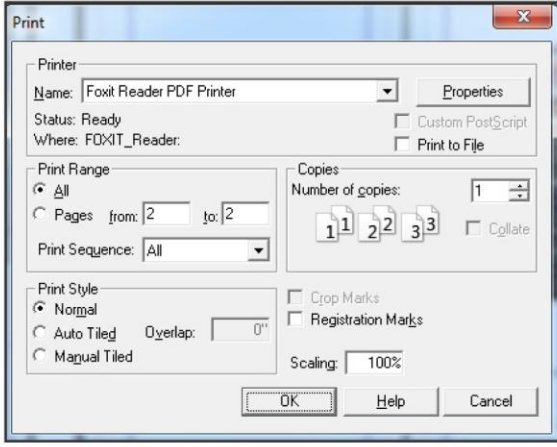 Print
x
Printer
Name: Foxit Reader PDF Printer Properties
Status: Ready Custom PostScript
Where: FOXIT_Reader: Print to File
Print Range
All
Pages from: 2 to: 2
Print Sequence: All
Copies
Number of copies: 1
1 1 2 2 3 3 Collate
Print Style
Normal
Auto Tiled Overlap: 0"
Manual Tiled
Crop Marks
Registration Marks
Scaling: 100%
OK Help Cancel